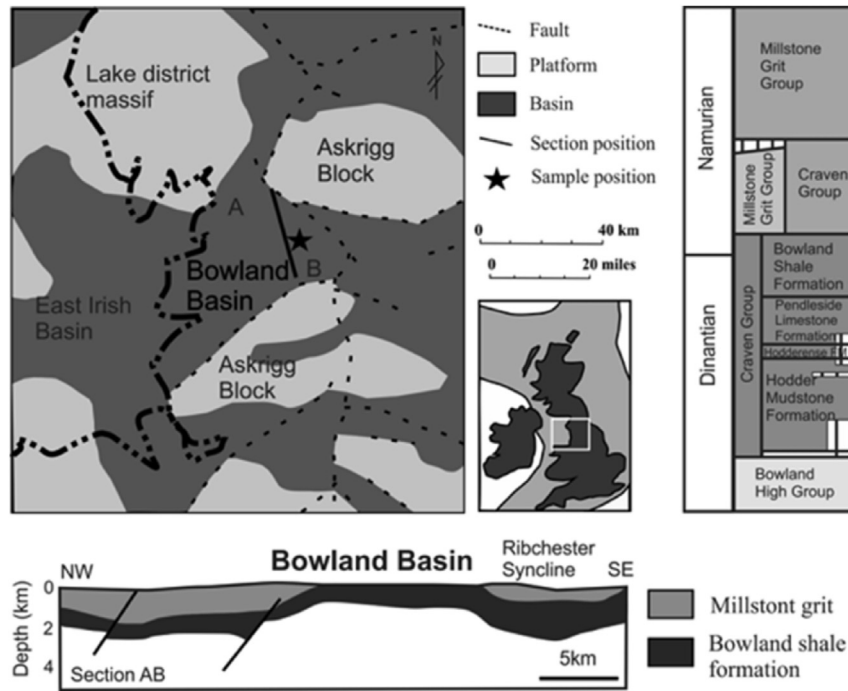 Lake district
massif
Askrigg
Block
A
B
Bowland
Basin
East Irish
Basin
Askrigg
Block
N
Fault
Platform
Basin
Section position
Sample position
0 40 km
0 20 miles
Namurian
Dinantian
Millstone
Grit
Group
Millstone
Grit Group
Craven
Group
Craven Group
Bowland
Shale
Formation
Pendleside
Limestone
Formation
Hodderense FM
Hodder
Mudstone
Formation
Bowland
High Group
Bowland Basin
Ribchester
Syncline
NW
SE
Depth (km)
0
2
4
Section AB
5km
Millstont grit
Bowland shale
formation